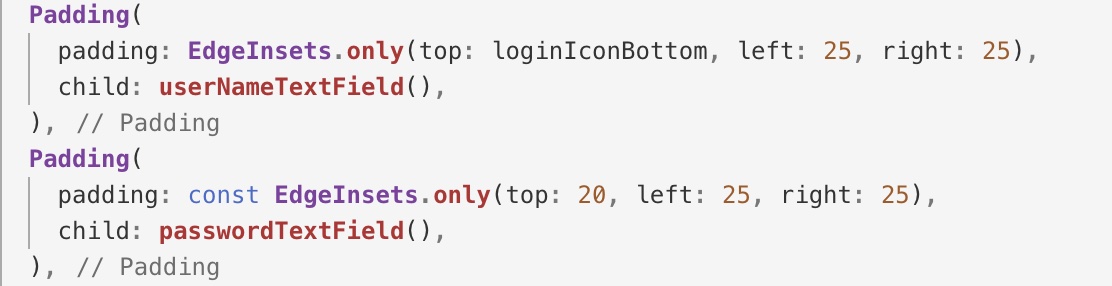 Padding(
padding: EdgeInsets.only(top: loginIconBottom, left: 25, right: 25),
child: userNameTextField(),
), // Padding
Padding(
padding: const EdgeInsets.only(top: 20, left: 25, right: 25),
child: passwordTextField(),
), // Padding